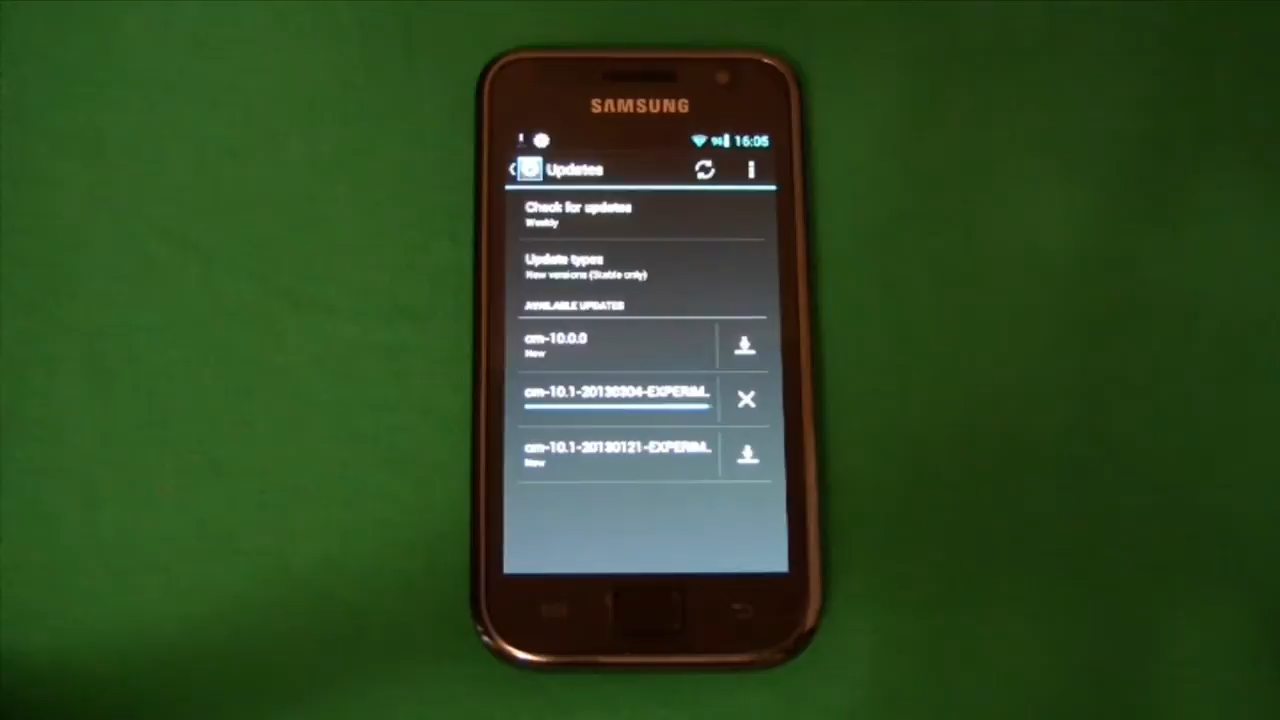 SAMSUNG
16:05
Updates
Check for updates
Weekly
Update types
New versions (Stable only)
AVAILABLE UPDATES
cm-10.0.0
New
cm-10.1-20130304-EXPERIM..
cm-10.1-20130121-EXPERIM..
New